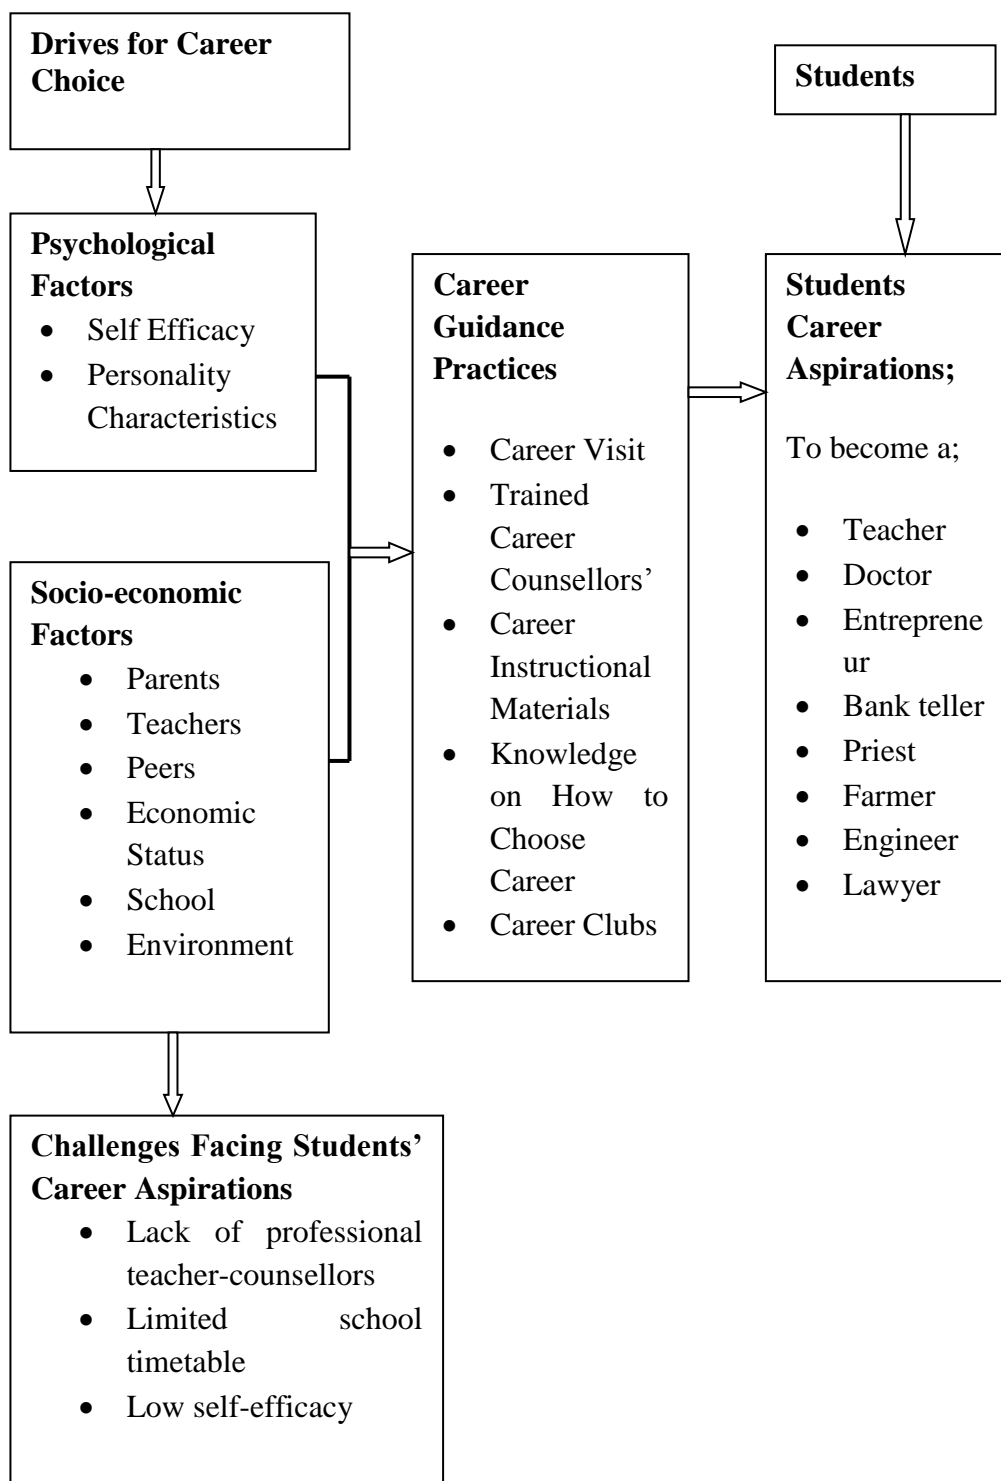 Drives for Career
Choice
Students
Psychological
Factors
• Self Efficacy
• Personality
Characteristics
Socio-economic
Factors
• Parents
• Teachers
• Peers
• Economic
Status
• School
• Environment
Career
Guidance
Practices
• Career Visit
• Trained
Career
Counsellors’
• Career
Instructional
Materials
• Knowledge
on How to
Choose
Career
• Career Clubs
Students
Career
Aspirations;
To become a;
• Teacher
• Doctor
• Entreprene
ur
• Bank teller
• Priest
• Farmer
• Engineer
• Lawyer
Challenges Facing Students’
Career Aspirations
• Lack of professional
teacher-counsellors
• Limited school
timetable
• Low self-efficacy